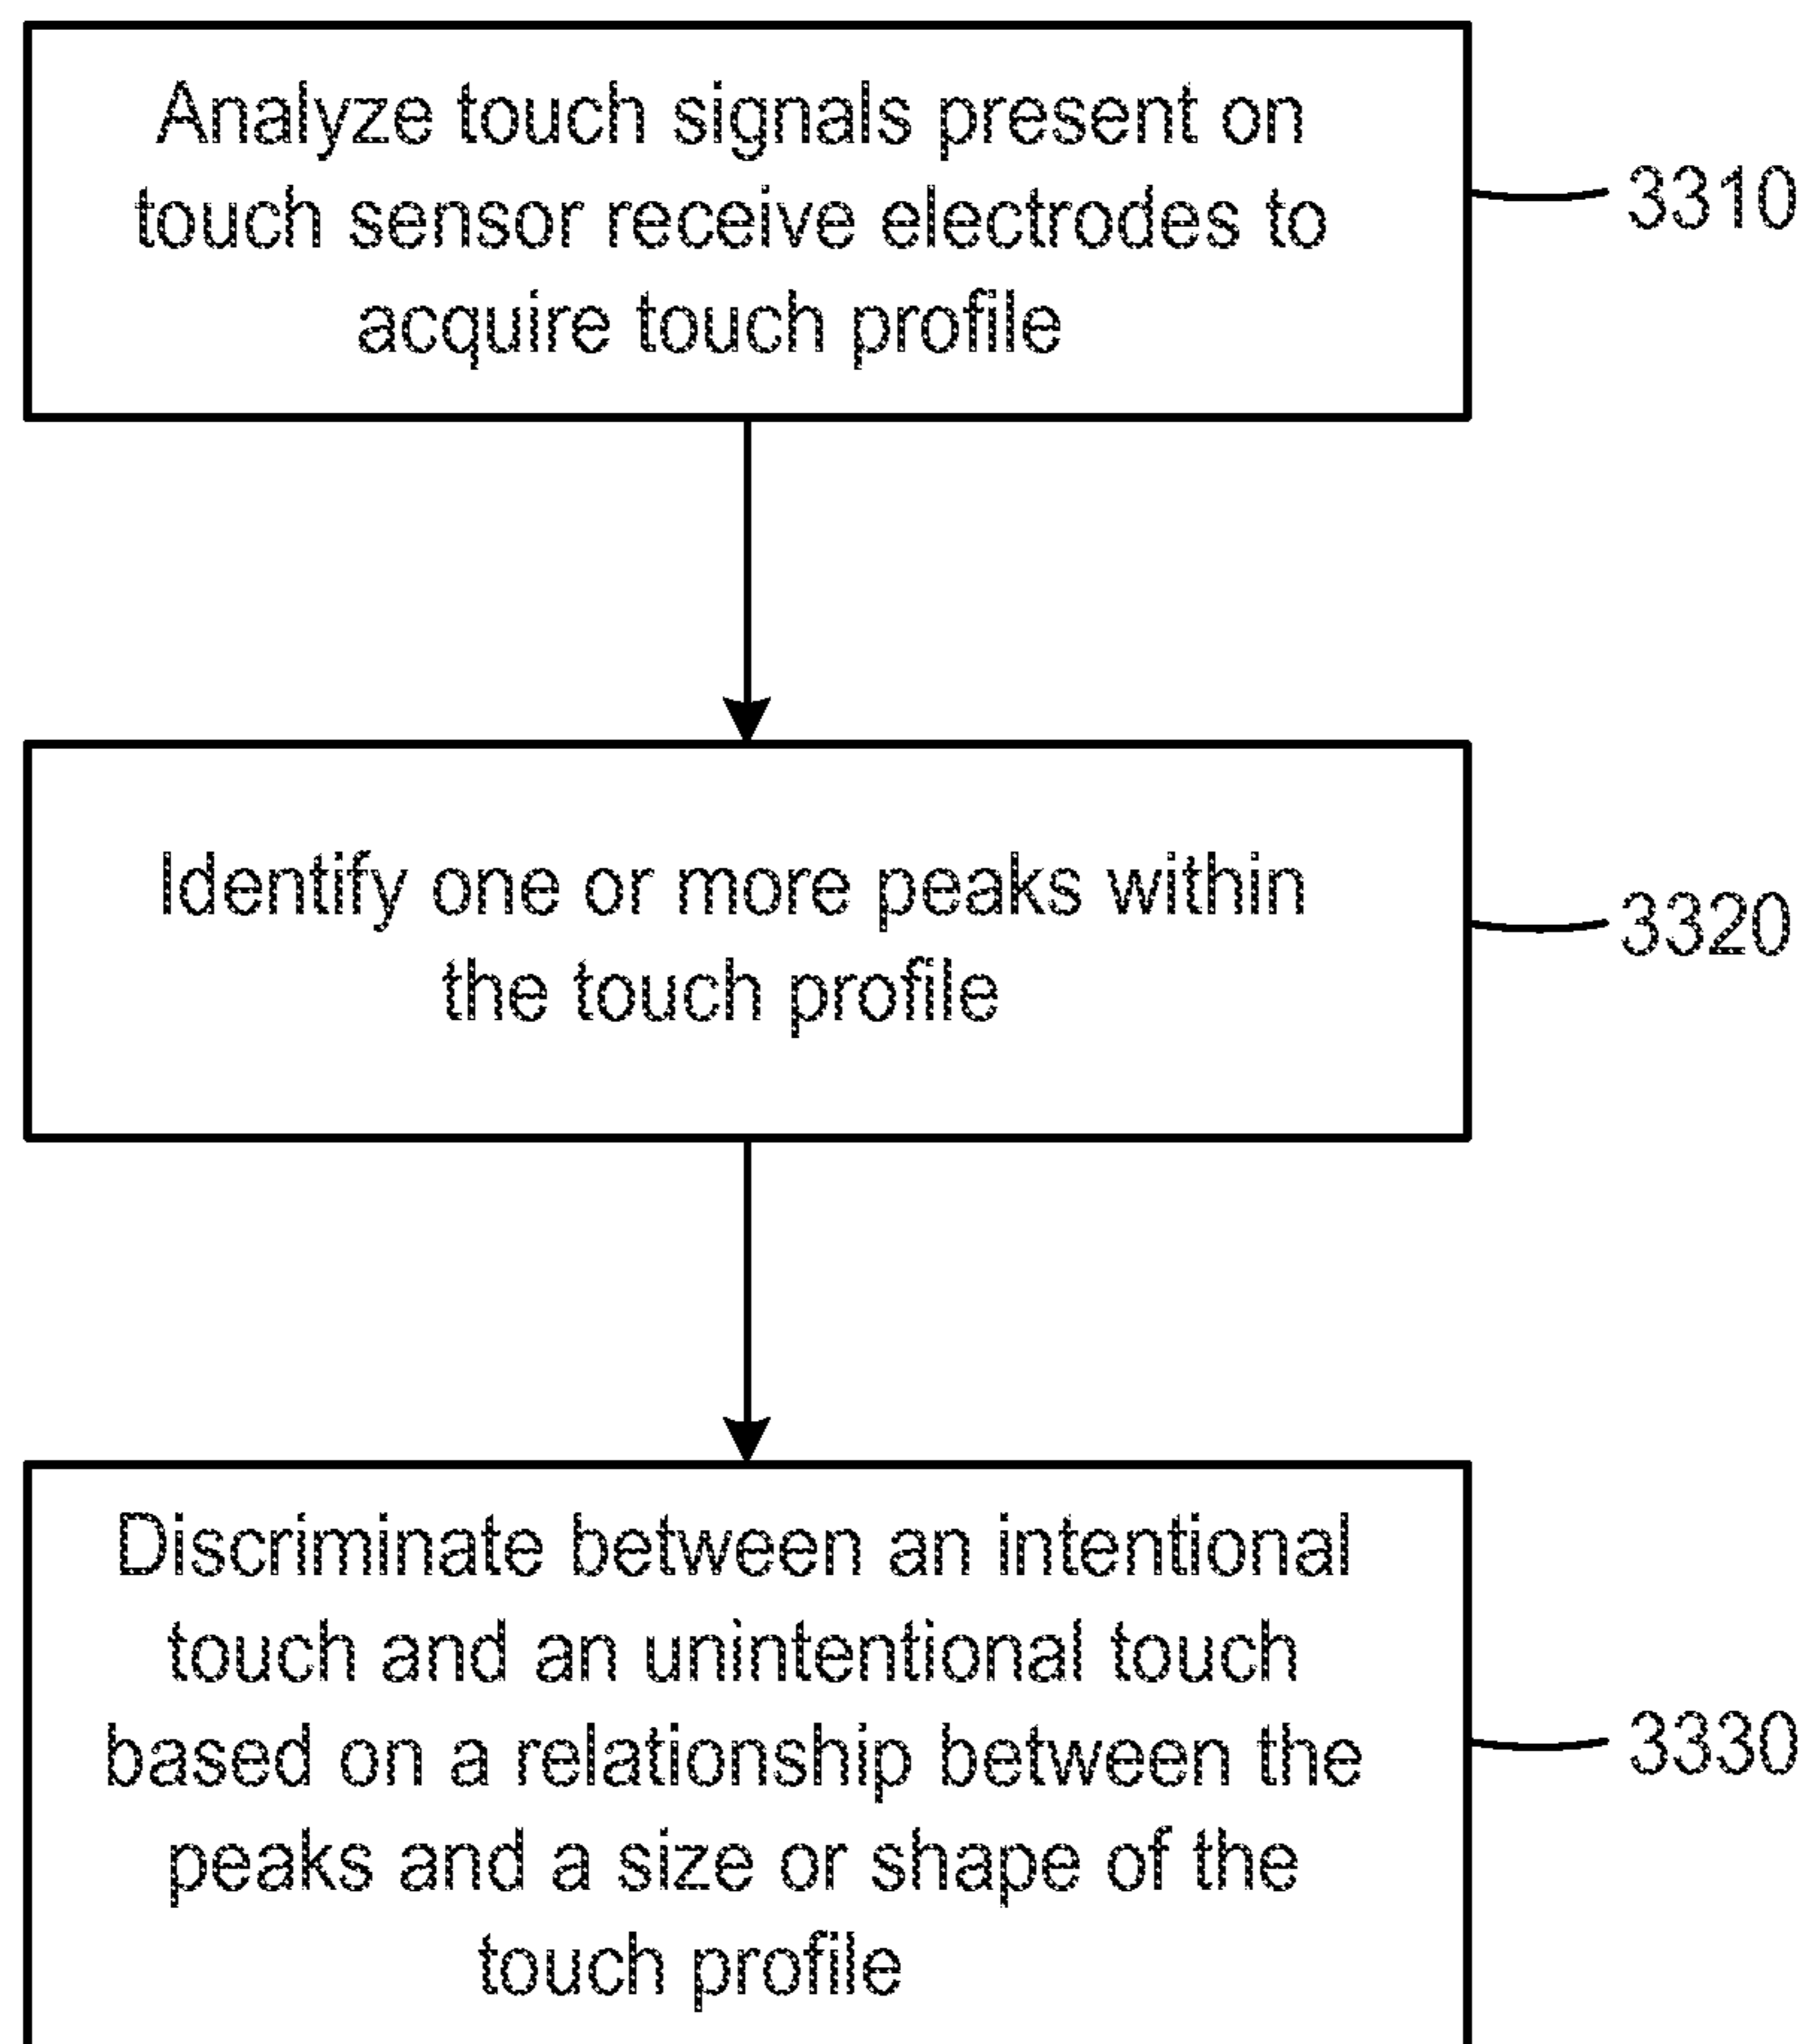 Analyze touch signals present on
touch sensor receive electrodes to
acquire touch profile
3310
Identify one or more peaks within
the touch profile
3320
Discriminate between an intentional
touch and an unintentional touch
based on a relationship between the
peaks and a size or shape of the
touch profile
3330